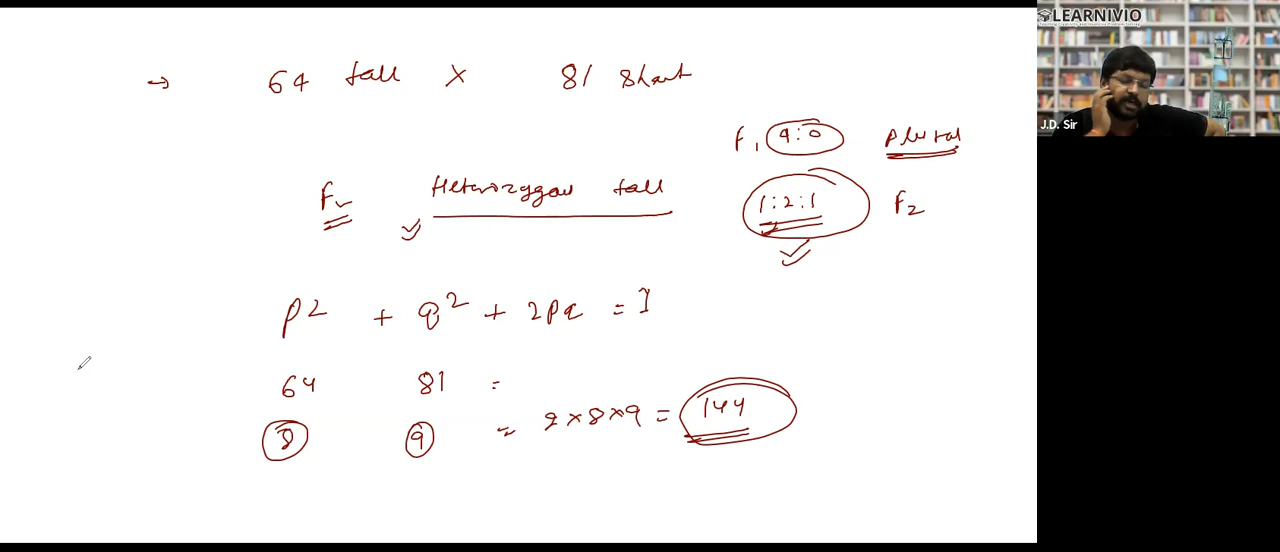 LEARNIVIO
J.D. Sir
→ 64 tall × 81 short
F1 4:0 plural
F2 Heterozygous tall 1:2:1 F2
p2 + q2 + 2pq = 1
64 81 =
8 9 = 2×8×9 = 144